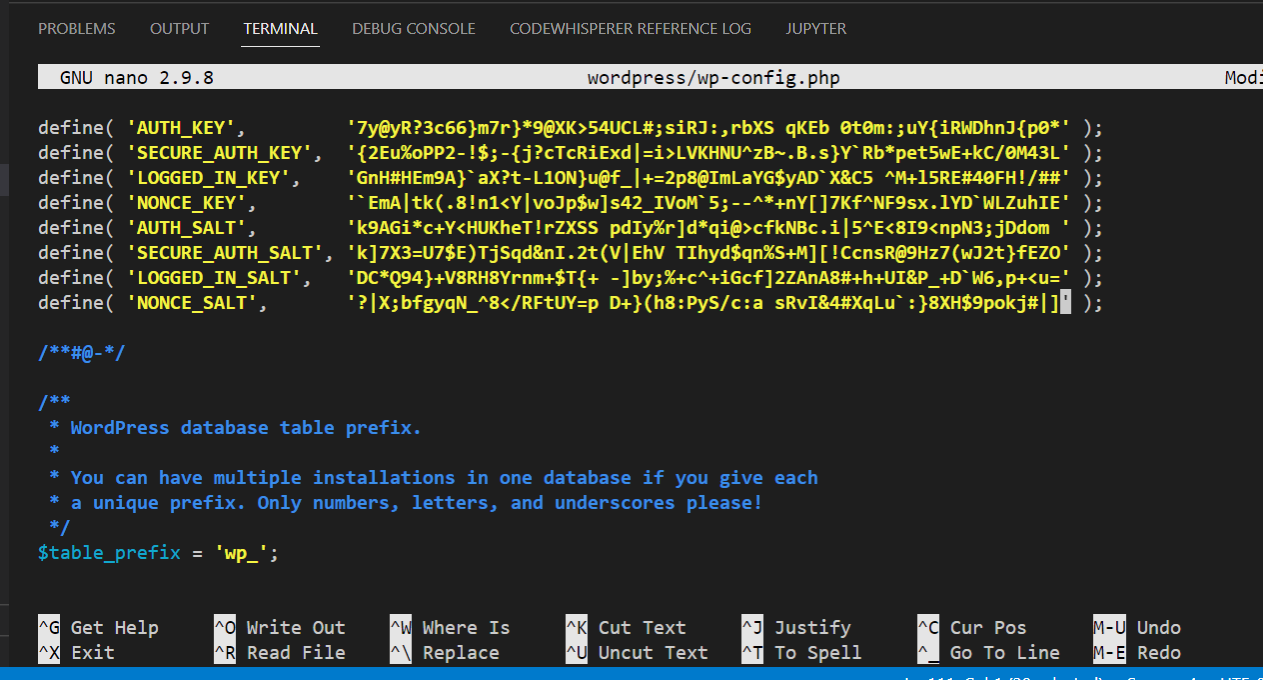 PROBLEMS OUTPUT TERMINAL DEBUG CONSOLE CODEWHISPERER REFERENCE LOG JUPYTER
GNU nano 2.9.8 wordpress/wp-config.php Modi
define( 'AUTH_KEY', '7y@yR?3c66}m7r}*9@XK>54UCL#;siRJ:,rbXS qKEb 0t0m:;uY{iRWDhnJ{p0*' );
define( 'SECURE_AUTH_KEY', '{2Eu%oPP2-!$;-{j?cTcRiExd|=i>LVKHNU^zB~.B.s}Y`Rb*pet5wE+kC/0M43L' );
define( 'LOGGED_IN_KEY', 'GnH#HEm9A}`aX?t-L1ON}u@f_|+=2p8@ImLaYG$yAD`X&C5 ^M+l5RE#40FH!/##' );
define( 'NONCE_KEY', '`EmA|tk(.8!n1<Y|voJp$w]s42_IVoM`5;--^*+nY[]7Kf^NF9sx.lYD`WLZuhIE' );
define( 'AUTH_SALT', 'k9AGi*c+Y<HUKheT!rZXSS pdIy%r]d*qi@>cfkNBc.i|5^E<8I9<npN3;jDdom ' );
define( 'SECURE_AUTH_SALT', 'k]7X3=U7$E)TjSqd&nI.2t(V|EhV TIhyd$qn%S+M][!CcnsR@9Hz7(wJ2t}fEZO' );
define( 'LOGGED_IN_SALT', 'DC*Q94}+V8RH8Yrnm+$T{+ -]by;%+c^+iGcf]2ZAnA8#+h+UI&P_+D`W6,p+<u=' );
define( 'NONCE_SALT', '?|X;bfgyqN_^8</RFtUY=p D+}(h8:PyS/c:a sRvI&4#XqLu`:}8XH$9pokj#|]' );
/**#@-*/
/**
* WordPress database table prefix.
*
* You can have multiple installations in one database if you give each
* a unique prefix. Only numbers, letters, and underscores please!
*/
$table_prefix = 'wp_';
^G Get Help ^O Write Out ^W Where Is ^K Cut Text ^J Justify ^C Cur Pos M-U Undo
^X Exit ^R Read File ^\ Replace ^U Uncut Text ^T To Spell ^_ Go To Line M-E Redo